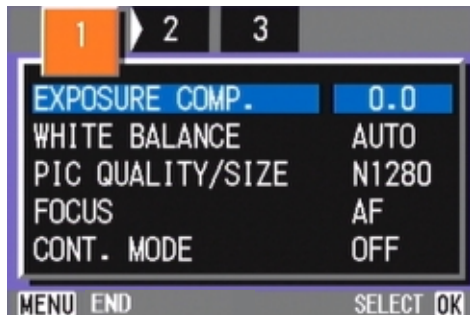 1 2 3
EXPOSURE COMP. 0.0
WHITE BALANCE AUTO
PIC QUALITY/SIZE N1280
FOCUS AF
CONT. MODE OFF
MENU END SELECT OK